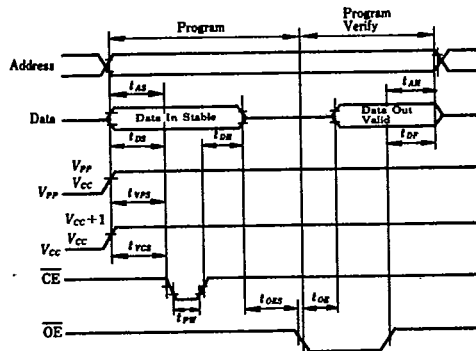 Program
Program
Verify
Address
tAS
tAH
Data
Data In Stable
Data Out
Valid
tDS
tDH
tDF
VPP
VPP
VCC
tVPS
VCC
VCC+1
VCC
tVCS
CE
tPW
tOES
tOE
OE